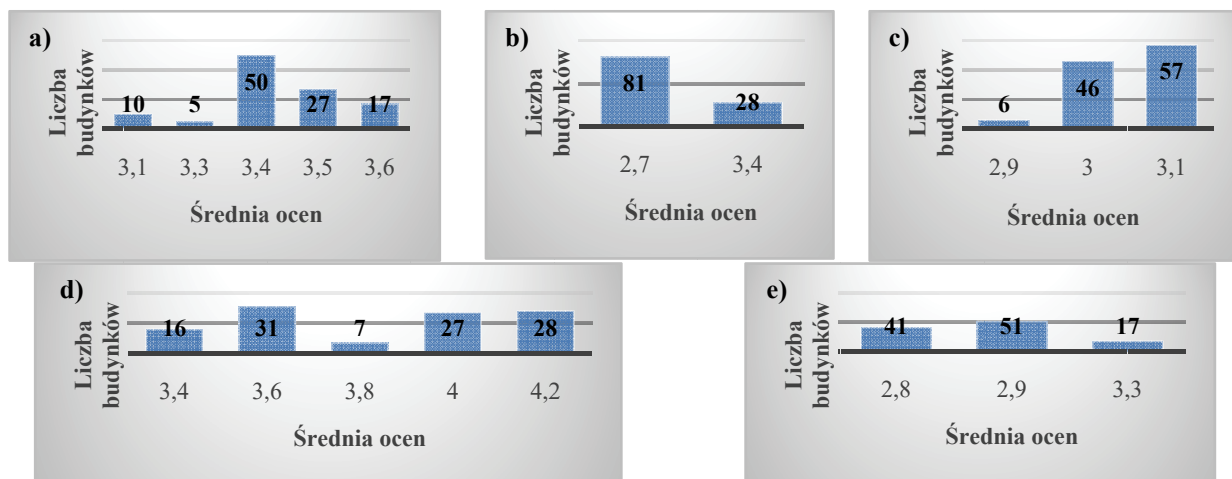 a)
Liczba
budynków
10 5 50 27 17
3,1 3,3 3,4 3,5 3,6
Średnia ocen
b)
Liczba
budynków
81 28
2,7 3,4
Średnia ocen
c)
Liczba
budynków
6 46 57
2,9 3 3,1
Średnia ocen
d)
Liczba
budynków
16 31 7 27 28
3,4 3,6 3,8 4 4,2
Średnia ocen
e)
Liczba
budynków
41 51 17
2,8 2,9 3,3
Średnia ocen